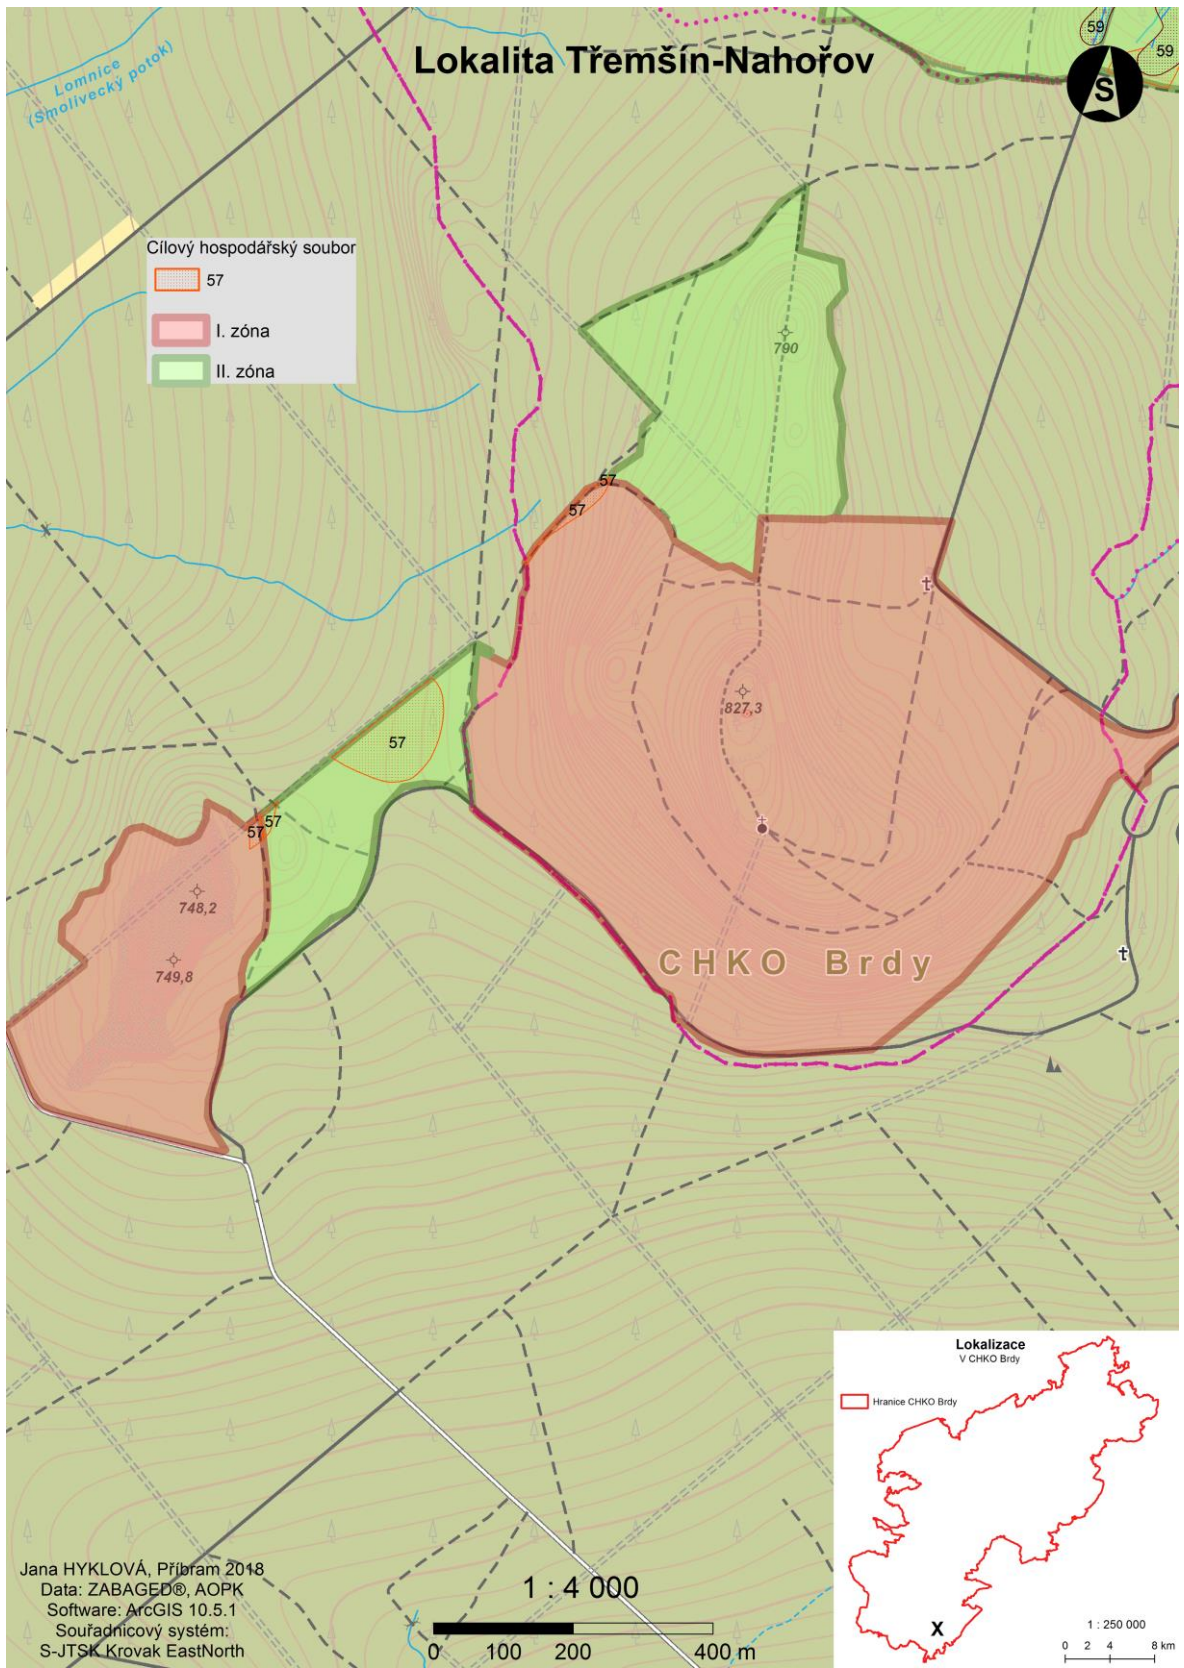 Lokalita Třemšín-Nahořov
59
59
S
Lomnice
(Smolivecký potok)
Cílový hospodářský soubor
57
I. zóna
II. zóna
790
57
57
827,3
57
57
57
748,2
749,8
CHKO Brdy
Lokalizace
V CHKO Brdy
Hranice CHKO Brdy
X
1 : 250 000
0 2 4 8 km
Jana HYKLOVÁ, Příbram 2018
Data: ZABAGED®, AOPK
Software: ArcGIS 10.5.1
Souřadnicový systém:
S-JTSK Krovak EastNorth
1 : 4 000
0 100 200 400 m